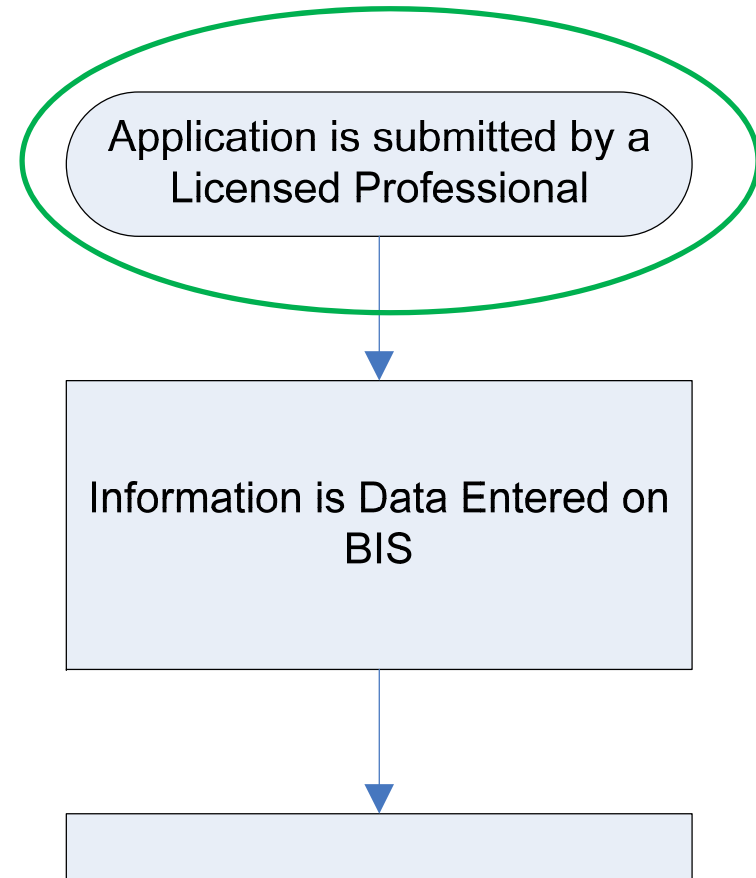 Application is submitted by a
Licensed Professional
Information is Data Entered on
BIS